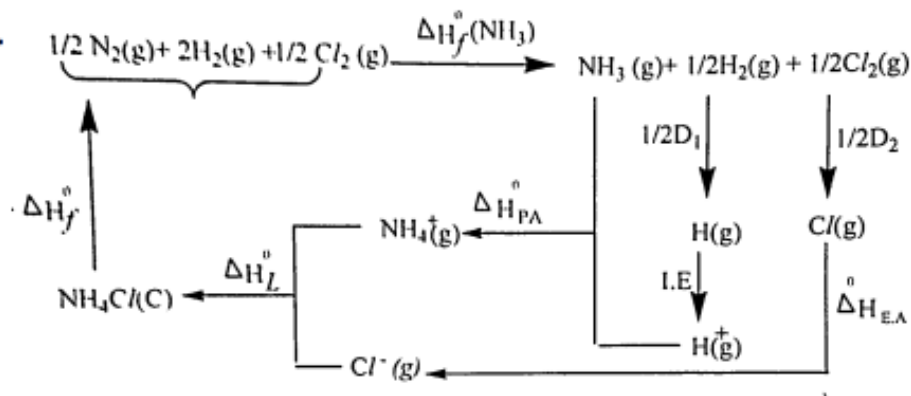 1/2 N₂(g)+ 2H₂(g) +1/2 Cl₂ (g)
ΔH°f(NH₃)
NH₃ (g)+ 1/2H₂(g) + 1/2Cl₂(g)
1/2D₁
1/2D₂
ΔH°f
ΔH°PA
NH₄⁺(g)
H(g)
Cl(g)
ΔH°L
I.E
ΔH°E.A
NH₄Cl(C)
H⁺(g)
Cl⁻ (g)